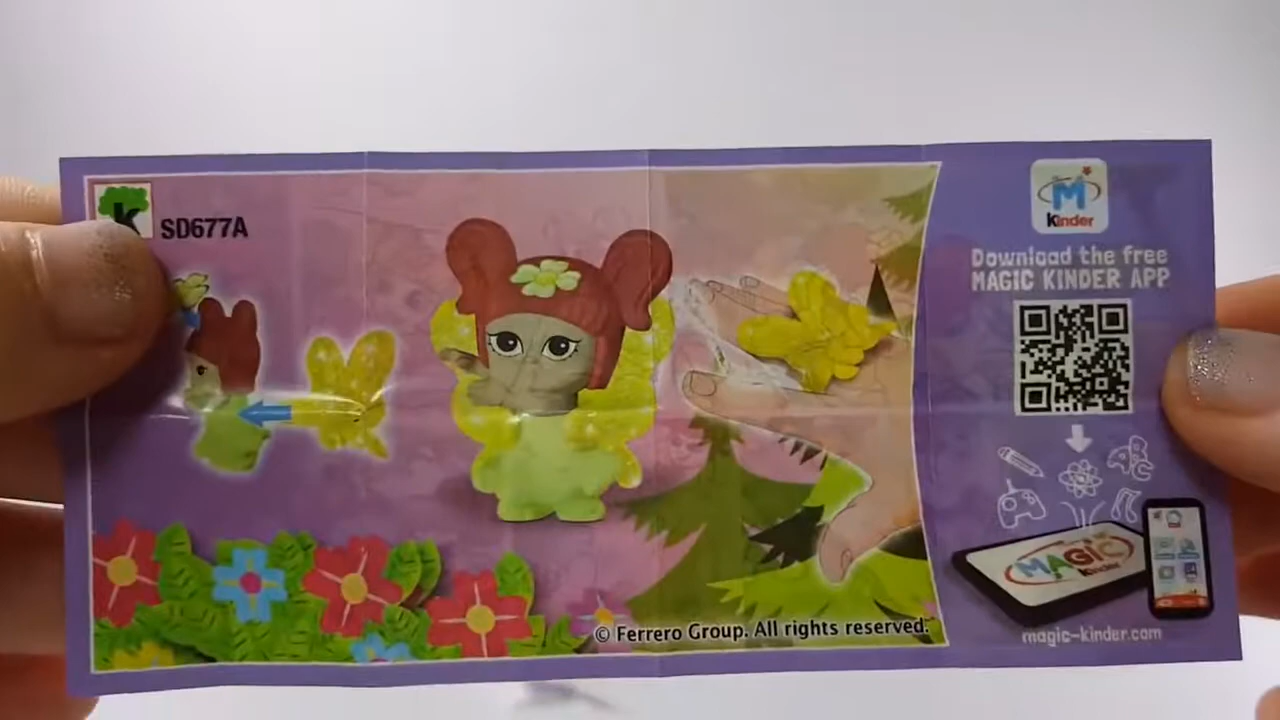 K
SD677A
© Ferrero Group. All rights reserved.
M
Kinder
Download the free
MAGIC KINDER APP
MAGIC
Kinder
magic-kinder.com